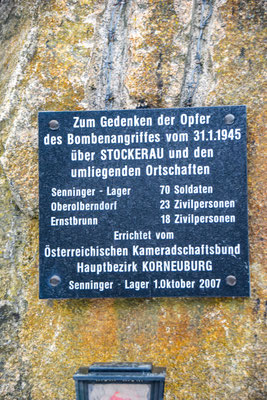 Zum Gedenken der Opfer
des Bombenangriffes vom 31.1.1945
über STOCKERAU und den
umliegenden Ortschaften
Senninger - Lager 70 Soldaten
Oberolberndorf 23 Zivilpersonen
Ernstbrunn 18 Zivilpersonen
Errichtet vom
Österreichischen Kameradschaftsbund
Hauptbezirk KORNEUBURG
Senninger - Lager 1.Oktober 2007